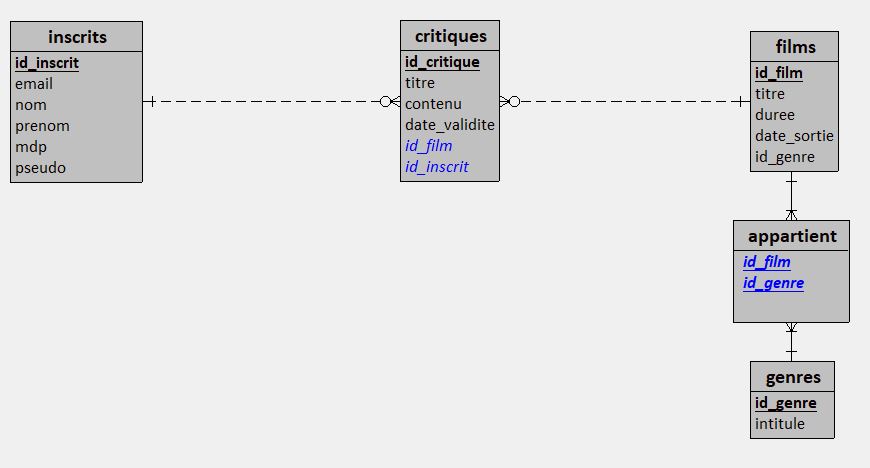 inscrits
id_inscrit
email
nom
prenom
mdp
pseudo
critiques
id_critique
titre
contenu
date_validite
id_film
id_inscrit
films
id_film
titre
duree
date_sortie
id_genre
appartient
id_film
id_genre
genres
id_genre
intitule